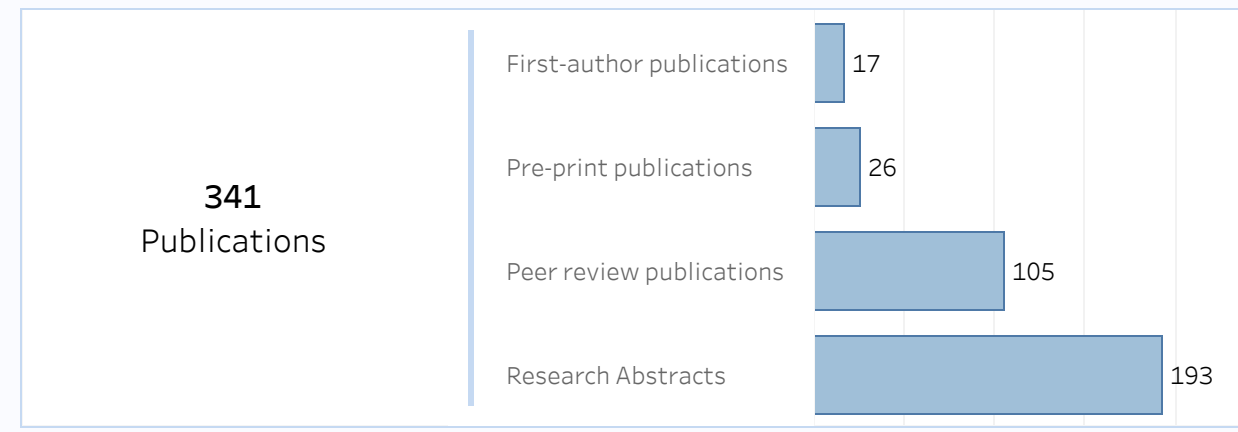 341
Publications
First-author publications 17
Pre-print publications 26
Peer review publications 105
Research Abstracts 193